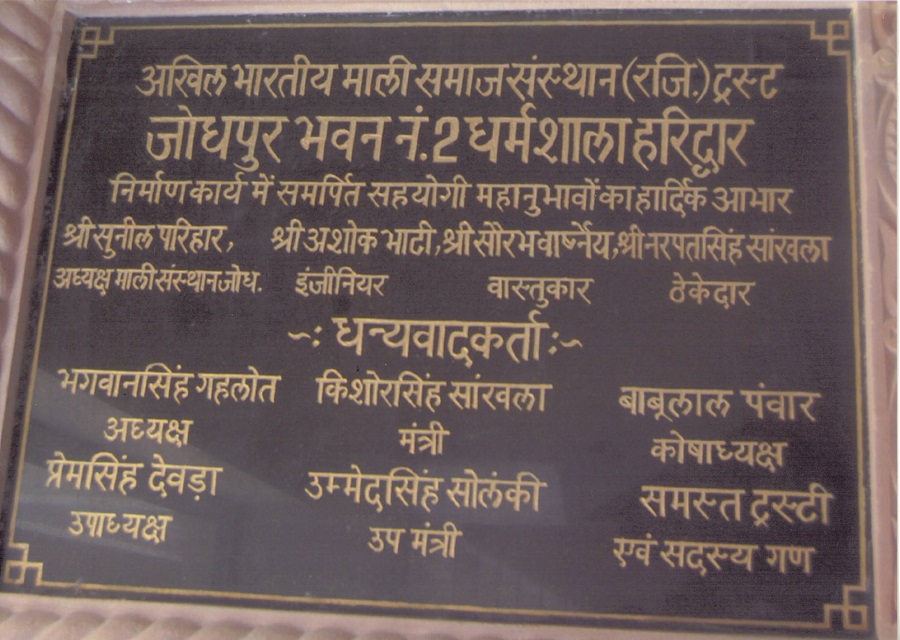 अखिल भारतीय माली समाज संस्थान (रजि.) ट्रस्ट
जोधपुर भवन नं.2 धर्मशाला हरिद्वार
निर्माण कार्य में समर्पित सहयोगी महानुभावों का हार्दिक आभार
श्री सुनील परिहार, श्री अशोक भाटी, श्री सौरभ वार्ष्णेय, श्री नरपतसिंह सांखला
अध्यक्ष माली संस्थान जोध. इंजीनियर वास्तुकार ठेकेदार
~: धन्यवादकर्ता :~
भगवानसिंह गहलोत किशोरसिंह सांखला बाबूलाल पंवार
अध्यक्ष मंत्री कोषाध्यक्ष
प्रेमसिंह देवड़ा उम्मेदसिंह सोलंकी समस्त ट्रस्टी
उपाध्यक्ष उप मंत्री एवं सदस्य गण